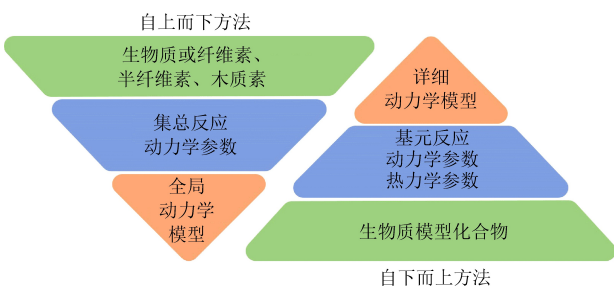 自上而下方法
生物质或纤维素、
半纤维素、木质素
集总反应
动力学参数
全局
动力学
模型
详细
动力学模型
基元反应
动力学参数
热力学参数
生物质模型化合物
自下而上方法